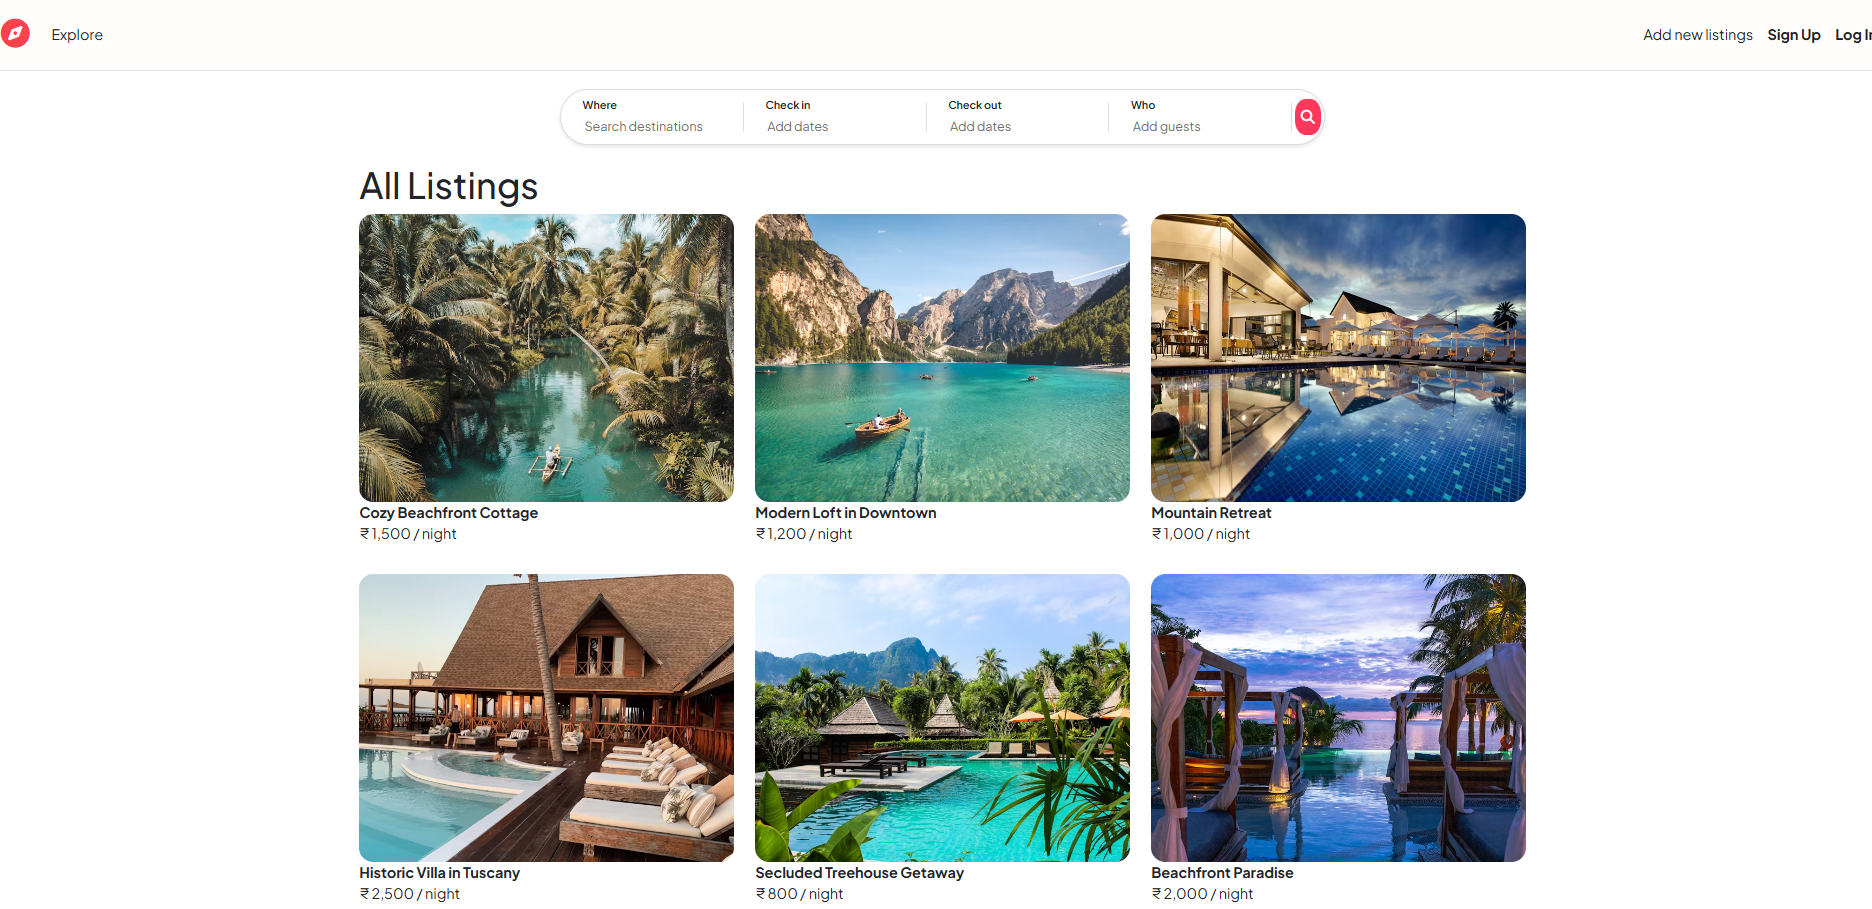 Explore
Add new listings Sign Up Log In
Where Check in Check out Who
Search destinations Add dates Add dates Add guests
All Listings
Cozy Beachfront Cottage
₹1,500 / night
Modern Loft in Downtown
₹1,200 / night
Mountain Retreat
₹1,000 / night
Historic Villa in Tuscany
₹2,500 / night
Secluded Treehouse Getaway
₹800 / night
Beachfront Paradise
₹2,000 / night